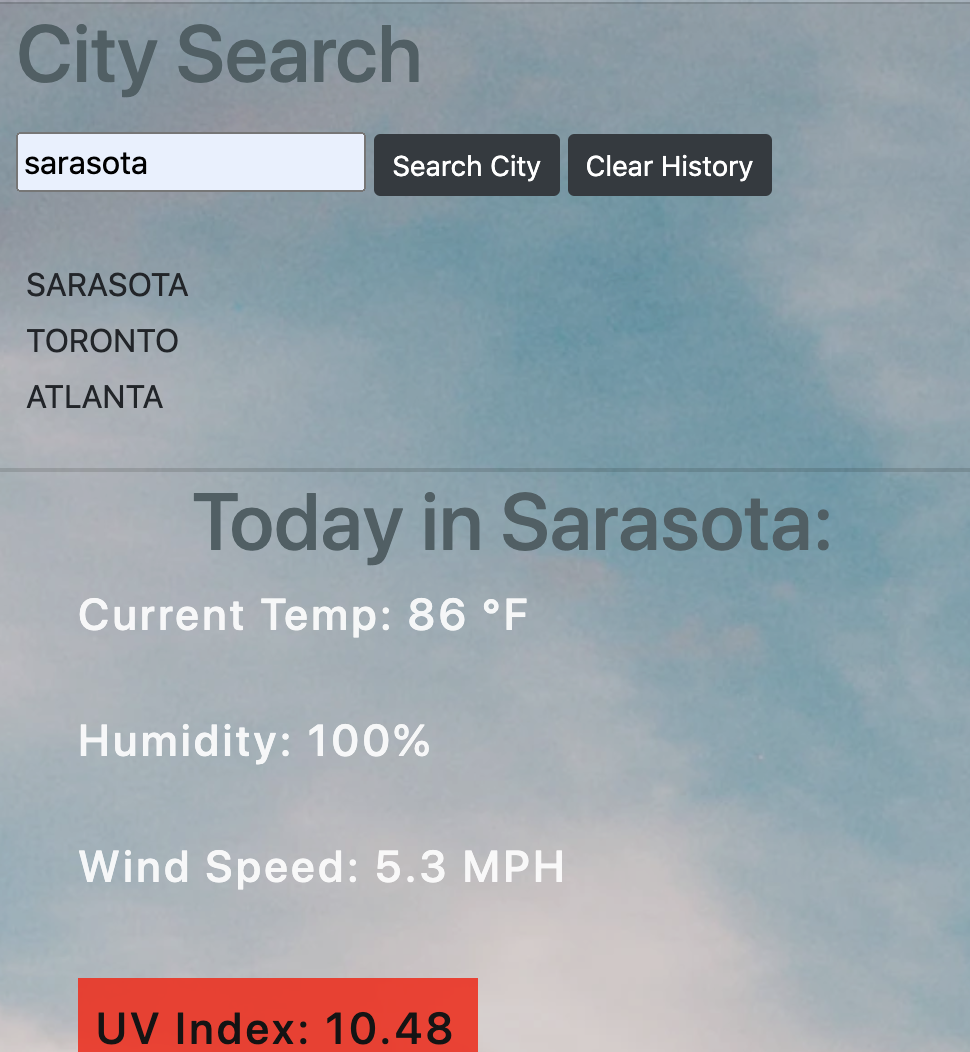 City Search
sarasota Search City Clear History
SARASOTA
TORONTO
ATLANTA
Today in Sarasota:
Current Temp: 86 °F
Humidity: 100%
Wind Speed: 5.3 MPH
UV Index: 10.48